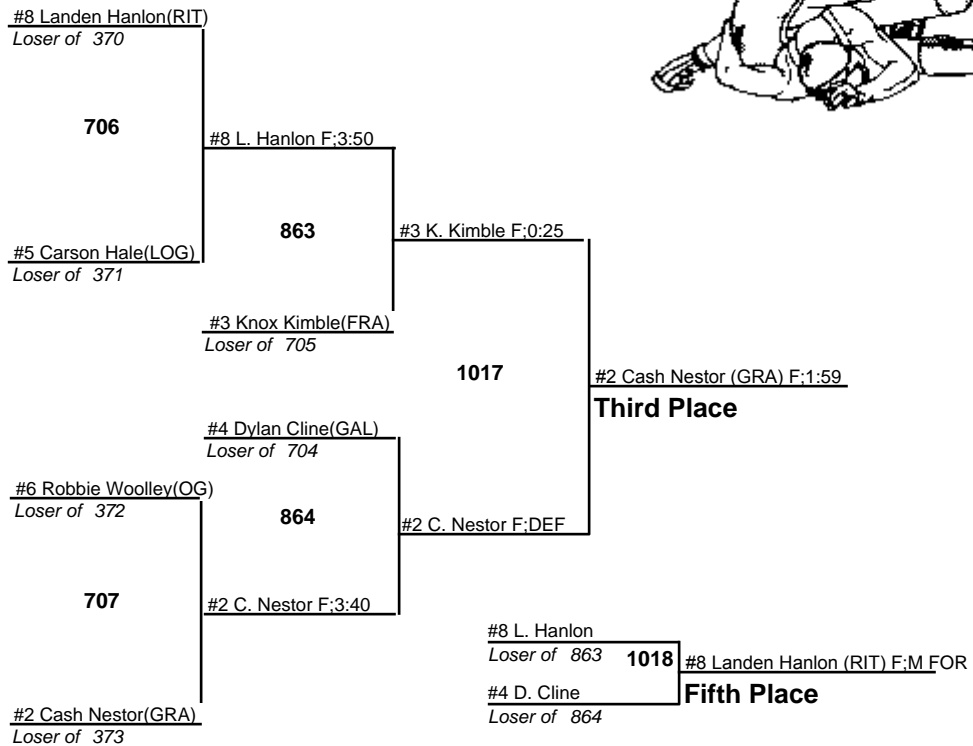 #8 Landen Hanlon(RIT)
Loser of 370
706
#8 L. Hanlon F;3:50
#5 Carson Hale(LOG)
Loser of 371
863
#3 K. Kimble F;0:25
#3 Knox Kimble(FRA)
Loser of 705
1017
#2 Cash Nestor (GRA) F;1:59
Third Place
#4 Dylan Cline(GAL)
Loser of 704
#6 Robbie Woolley(OG)
Loser of 372
864
#2 C. Nestor F;DEF
707
#2 C. Nestor F;3:40
#2 Cash Nestor(GRA)
Loser of 373
#8 L. Hanlon
Loser of 863
1018
#8 Landen Hanlon (RIT) F;M FOR
Fifth Place
#4 D. Cline
Loser of 864